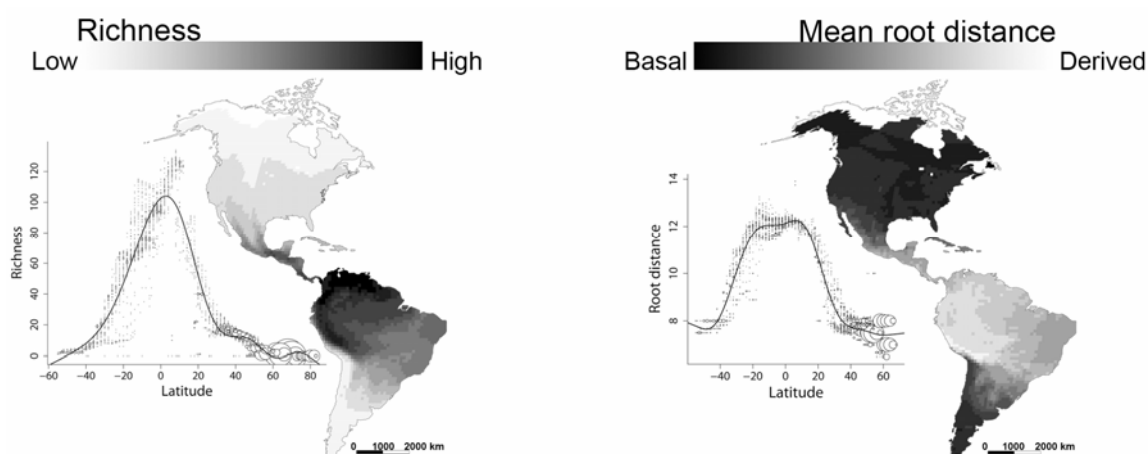 Richness
Low High
120
100
80
60
40
20
0
Richness
−60 −40 −20 0 20 40 60 80
Latitude
0 1000 2000 km
Mean root distance
Basal Derived
14
12
10
8
Root distance
−40 −20 0 20 40 60
Latitude
0 1000 2000 km